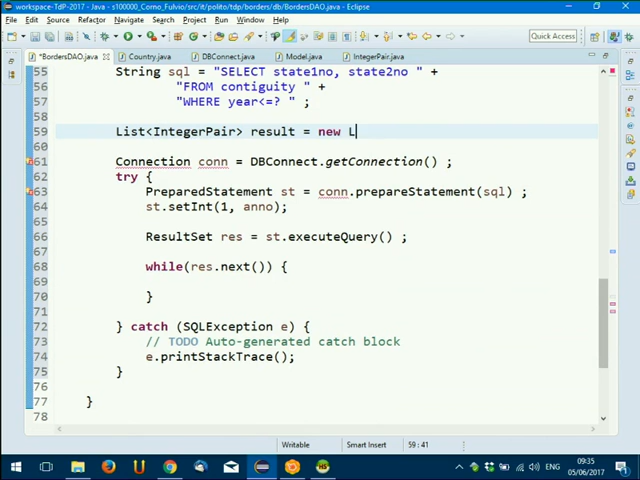 workspace-TdP-2017 - Java - s100000_Corno_Fulvio/src/it/polito/tdp/borders/db/BordersDAO.java - Eclipse
File Edit Source Refactor Navigate Search Project Run Window Help
Quick Access
*BordersDAO.java Country.java DBConnect.java Model.java IntegerPair.java
55 String sql = "SELECT state1no, state2no " +
56 "FROM contiguity " +
57 "WHERE year<=? " ;
58
59 List<IntegerPair> result = new L
60
61 Connection conn = DBConnect.getConnection() ;
62 try {
63 PreparedStatement st = conn.prepareStatement(sql) ;
64 st.setInt(1, anno);
65
66 ResultSet res = st.executeQuery() ;
67
68 while(res.next()) {
69
70 }
71
72 } catch (SQLException e) {
73 // TODO Auto-generated catch block
74 e.printStackTrace();
75 }
76
77 }
78
Writable Smart Insert 59 : 41
09:35
05/06/2017